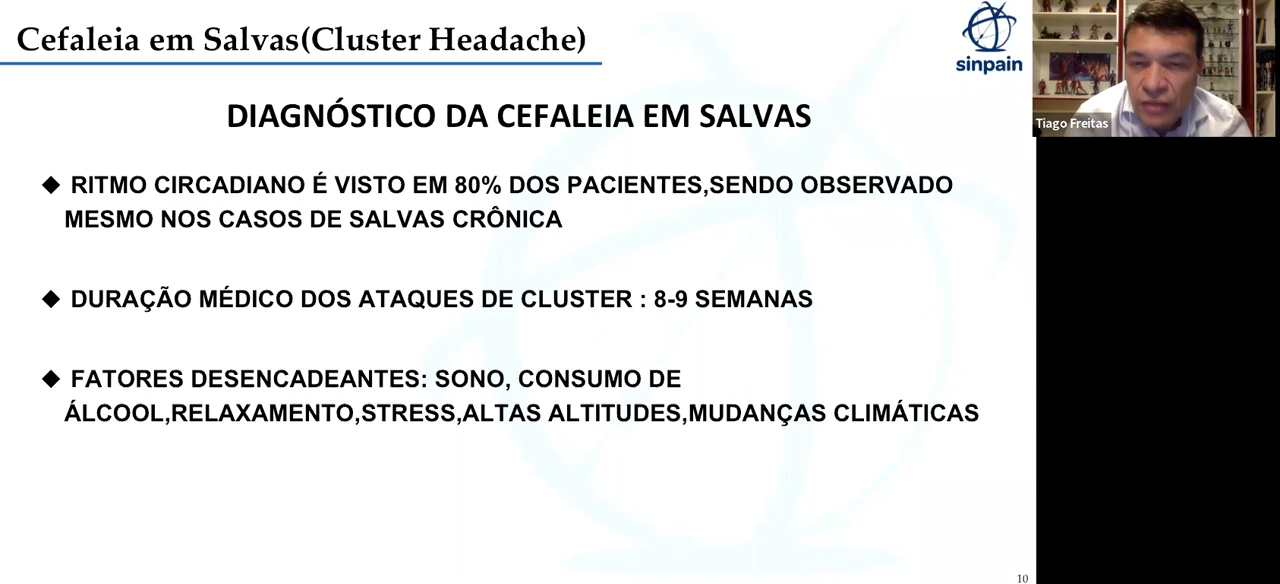 Cefaleia em Salvas(Cluster Headache)
sinpain
Tiago Freitas
DIAGNÓSTICO DA CEFALEIA EM SALVAS
◆ RITMO CIRCADIANO É VISTO EM 80% DOS PACIENTES,SENDO OBSERVADO
MESMO NOS CASOS DE SALVAS CRÔNICA
◆ DURAÇÃO MÉDICO DOS ATAQUES DE CLUSTER : 8-9 SEMANAS
◆ FATORES DESENCADEANTES: SONO, CONSUMO DE
ÁLCOOL,RELAXAMENTO,STRESS,ALTAS ALTITUDES,MUDANÇAS CLIMÁTICAS
10